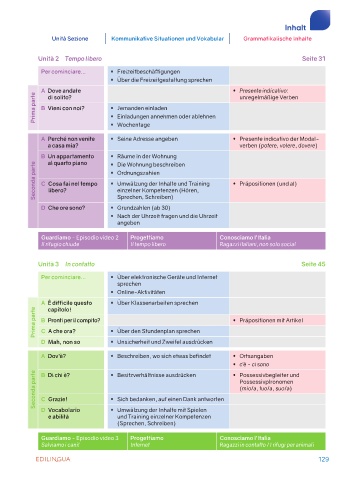 Inhalt
Unità Sezione Kommunikative Situationen und Vokabular Grammatikalische Inhalte
Unità 2 Tempo libero Seite 31
Per cominciare... • Freizeitbeschäftigungen
• Über die Freizeitgestaltung sprechen
Prima parte
A Dove andate • Presente indicativo:
di solito? unregelmäßige Verben
B Vieni con noi? • Jemanden einladen
• Einladungen annehmen oder ablehnen
• Wochentage
Seconda parte
A Perché non venite • Seine Adresse angeben • Presente indicativo der Modal-
a casa mia? verben (potere, volere, dovere)
B Un appartamento • Räume in der Wohnung
al quarto piano • Die Wohnung beschreiben
• Ordnungszahlen
C Cosa fai nel tempo • Umwälzung der Inhalte und Training • Präpositionen (und at)
libero? einzelner Kompetenzen (Hören,
Sprechen, Schreiben)
D Che ore sono? • Grundzahlen (ab 30)
• Nach der Uhrzeit fragen und die Uhrzeit
angeben
Guardiamo – Episodio video 2 Progettiamo Conosciamo l'Italia
Il rifugio chiude Il tempo libero Ragazzi italiani, non solo social
Unità 3 In contatto Seite 45
Per cominciare... • Über elektronische Geräte und Internet
sprechen
• Online-Aktivitäten
Prima parte
A È difficile questo • Über Klassenarbeiten sprechen
capitolo!
B Pronti per il compito? • Präpositionen mit Artikel
C A che ora? • Über den Stundenplan sprechen
D Mah, non so • Unsicherheit und Zweifel ausdrücken
Seconda parte
A Dov'è? • Beschreiben, wo sich etwas befindet • Ortsangaben
• c'è - ci sono
B Di chi è? • Besitzverhältnisse ausdrücken • Possessivbegleiter und
Possessivpronomen
(mio/a, tuo/a, suo/a)
C Grazie! • Sich bedanken, auf einen Dank antworten
D Vocabolario • Umwälzung der Inhalte mit Spielen
e abilità und Training einzelner Kompetenzen
(Sprechen, Schreiben)
Guardiamo – Episodio video 3 Progettiamo Conosciamo l'Italia
Salviamo i cani! Internet Ragazzi in contatto / I rifugi per animali
EDILINGUA 129